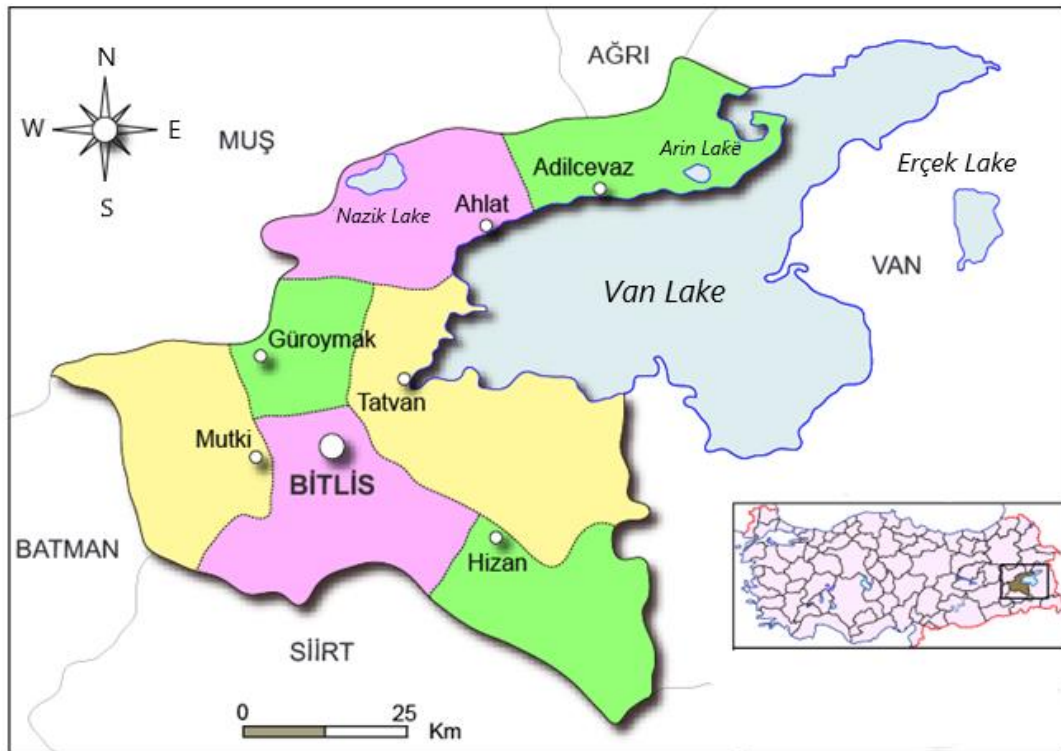 N
W
E
S
AĞRI
MUŞ
Arin Lake
Adilcevaz
Erçek Lake
Nazik Lake
Ahlat
VAN
Van Lake
Güroymak
Tatvan
Mutki
BİTLİS
BATMAN
Hizan
SİİRT
0
25
Km